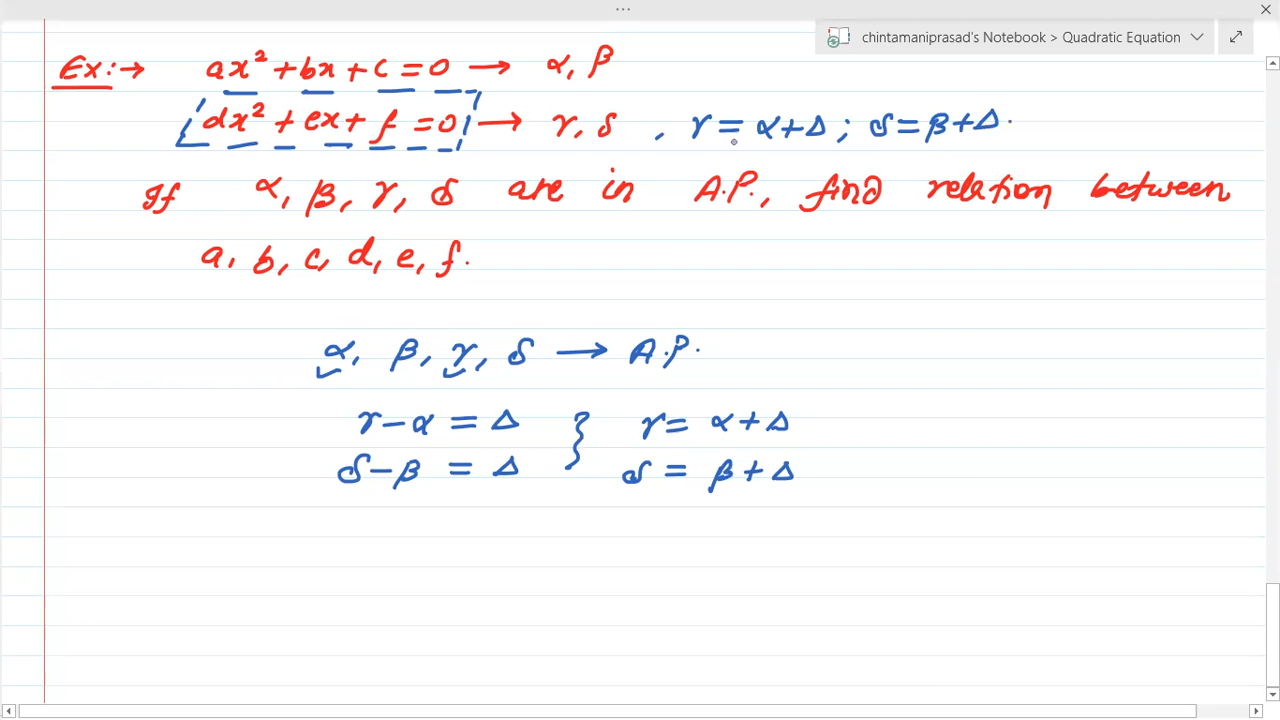 chintamaniprasad's Notebook > Quadratic Equation
Ex:→ ax² + bx + c = 0 → α, β
dx² + ex + f = 0 → γ, δ , γ = α + Δ ; δ = β + Δ.
If α, β, γ, δ are in A.P., find relation between
a, b, c, d, e, f.
α, β, γ, δ → A.P.
γ – α = Δ } γ = α + Δ
δ – β = Δ δ = β + Δ